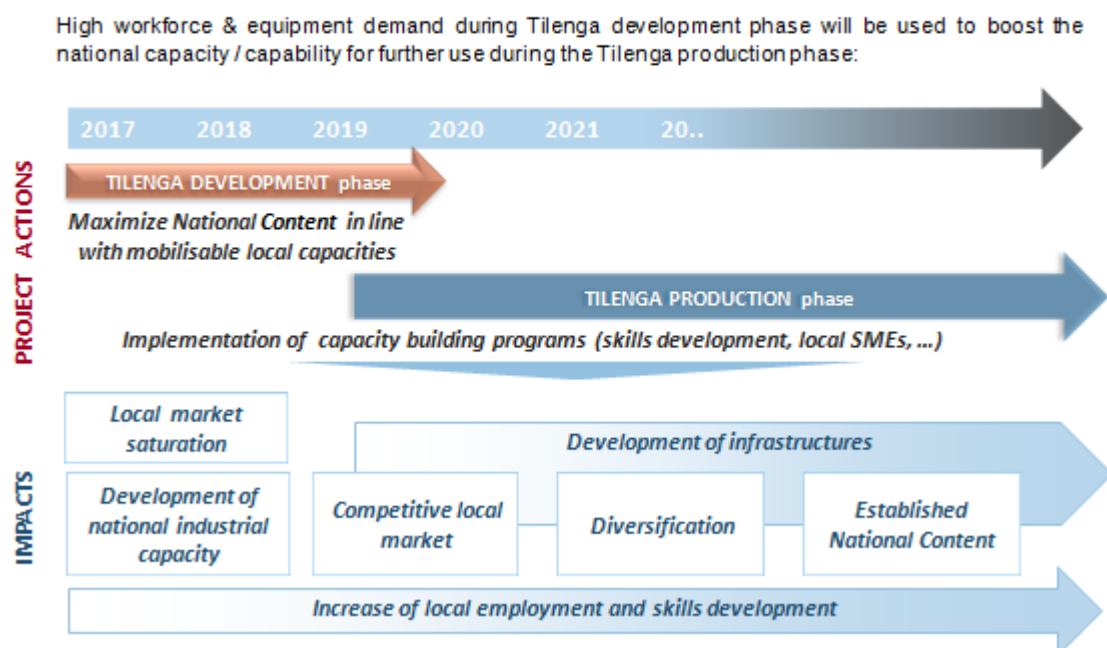 High workforce & equipment demand during Tilenga development phase will be used to boost the
national capacity / capability for further use during the Tilenga production phase:
2017 2018 2019 2020 2021 20..
PROJECT ACTIONS
TILENGA DEVELOPMENT phase
Maximize National Content in line
with mobilisable local capacities
TILENGA PRODUCTION phase
Implementation of capacity building programs (skills development, local SMEs, ...)
IMPACTS
Local market
saturation
Development of infrastructures
Development of
national industrial
capacity
Competitive local
market
Diversification
Established
National Content
Increase of local employment and skills development